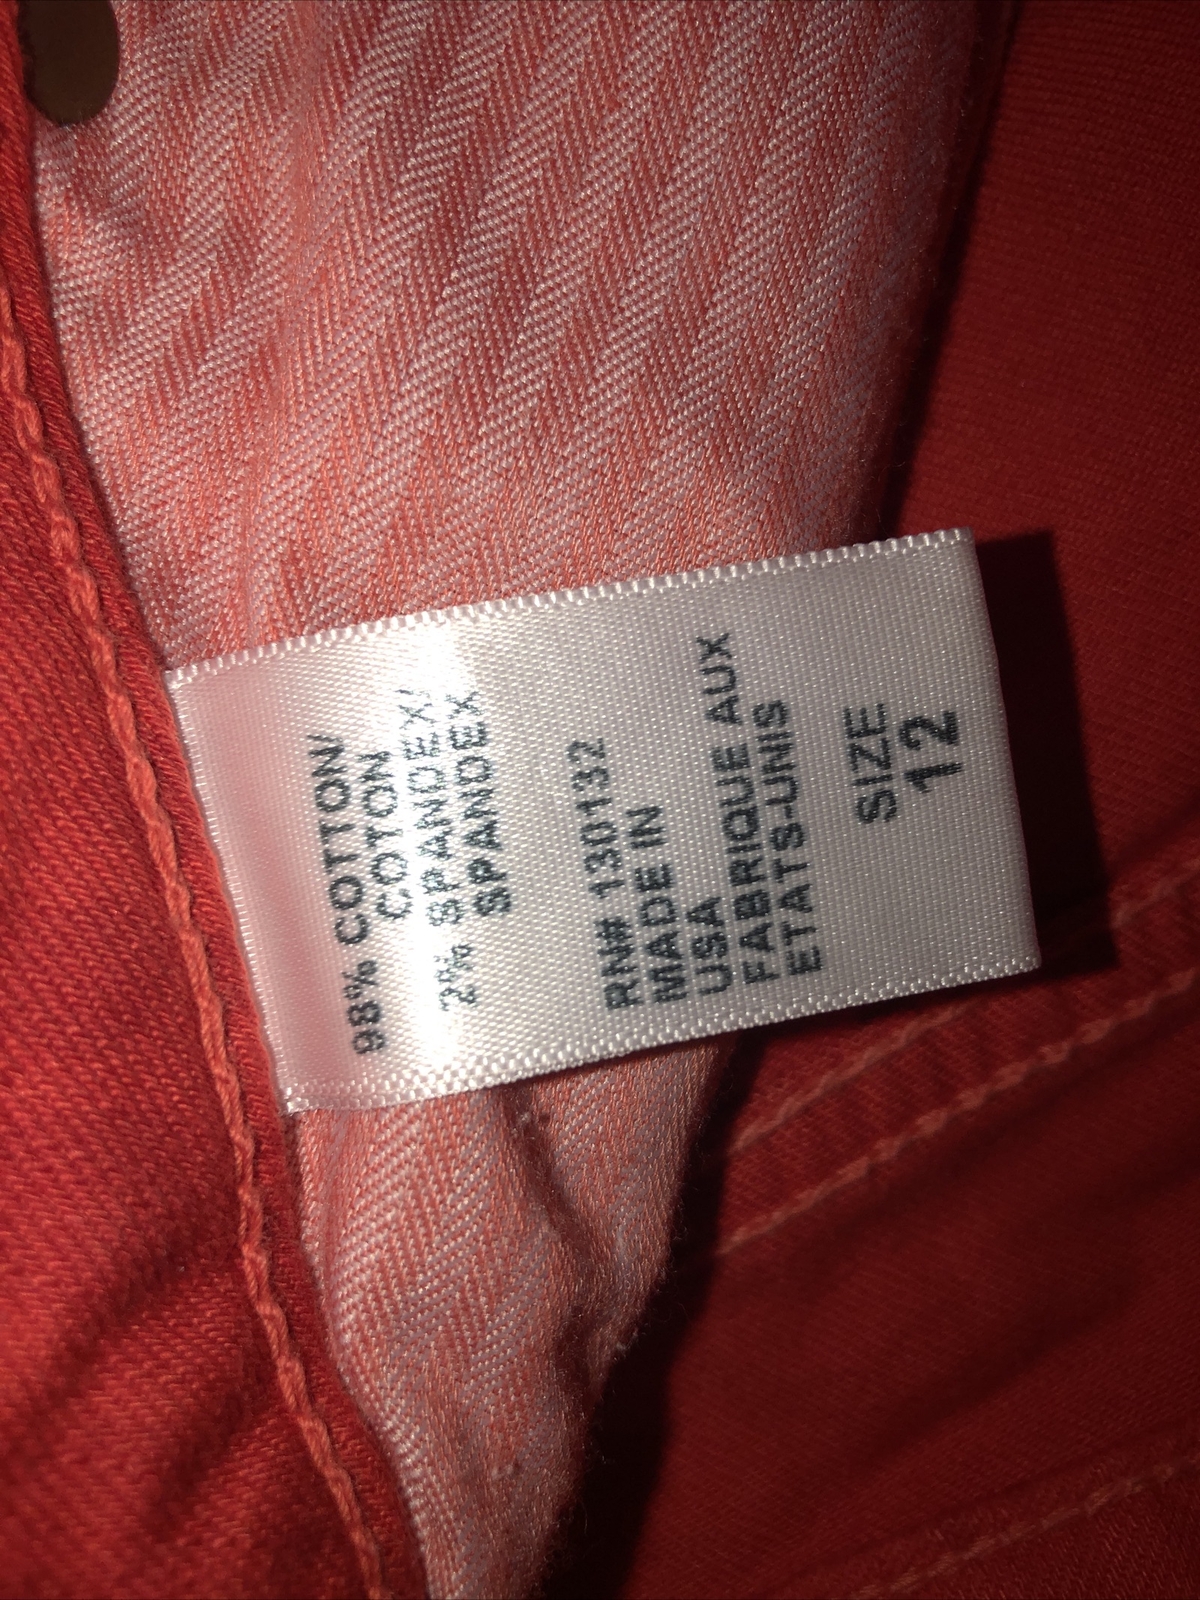 98% COTTON/
COTON
2% SPANDEX/
SPANDEX
RN# 130132
MADE IN
USA
FABRIQUE AUX
ETATS-UNIS
SIZE
12